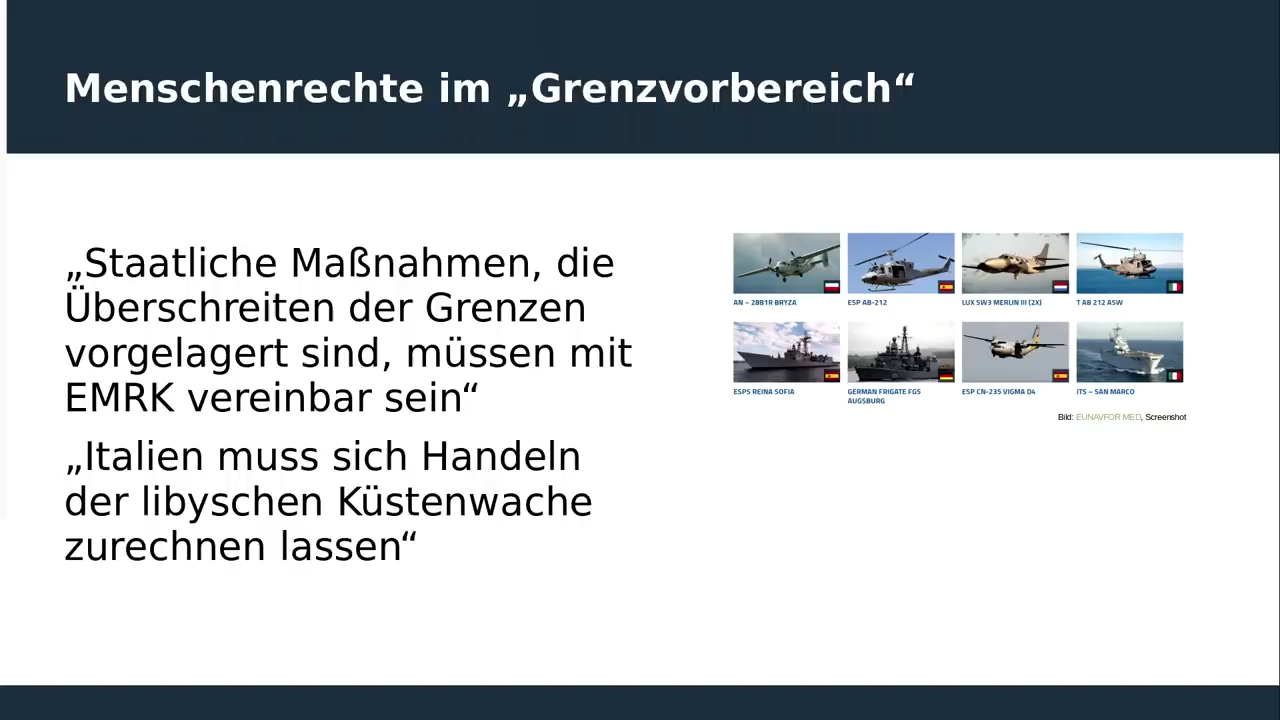 Menschenrechte im „Grenzvorbereich“
„Staatliche Maßnahmen, die
Überschreiten der Grenzen
vorgelagert sind, müssen mit
EMRK vereinbar sein“
„Italien muss sich Handeln
der libyschen Küstenwache
zurechnen lassen“
AN – 28B1R BRYZA
ESP AB-212
LUX SW3 MERLIN III (2X)
T AB 212 ASW
ESPS REINA SOFIA
GERMAN FRIGATE FGS
AUGSBURG
ESP CN-235 VIGMA D4
ITS – SAN MARCO
Bild: EUNAVFOR MED, Screenshot